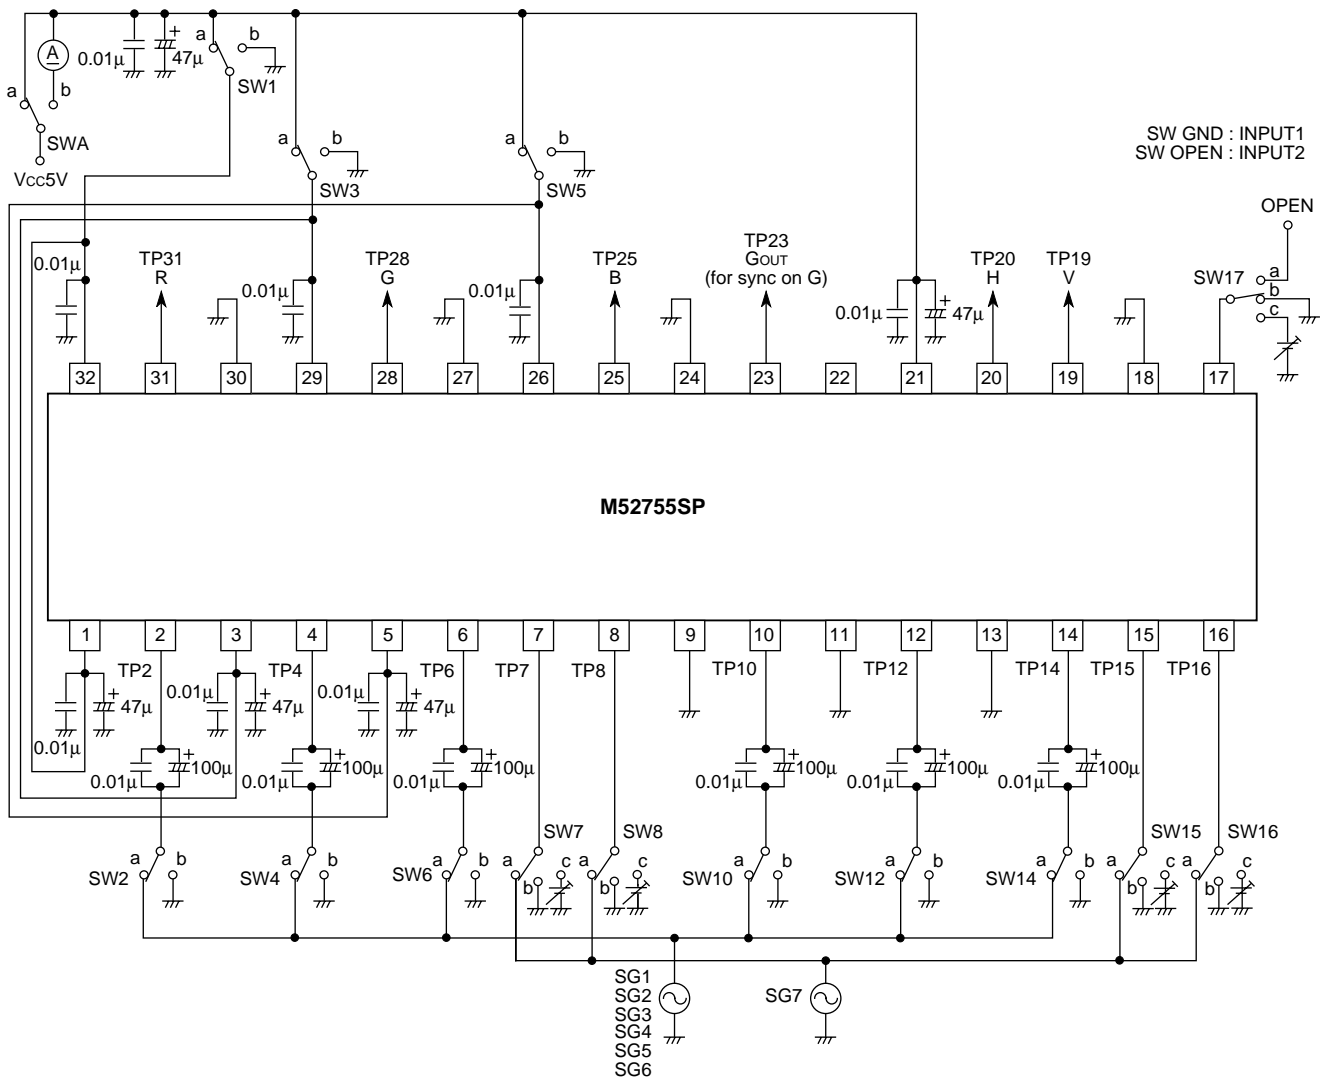 a
b
A
0.01µ
+
47µ
a
b
SW1
SWA
VCC5V
a
b
SW3
a
b
SW5
SW GND : INPUT1
SW OPEN : INPUT2
OPEN
SW17
a
b
c
0.01µ
TP31
R
0.01µ
TP28
G
0.01µ
TP25
B
TP23
GOUT
(for sync on G)
0.01µ
+
47µ
TP20
H
TP19
V
32
31
30
29
28
27
26
25
24
23
22
21
20
19
18
17
M52755SP
1
2
3
4
5
6
7
8
9
10
11
12
13
14
15
16
TP2
TP4
TP6
TP7
TP8
TP10
TP12
TP14
TP15
TP16
+
47µ
0.01µ
0.01µ
+
47µ
0.01µ
+
47µ
0.01µ
+
100µ
0.01µ
+
100µ
0.01µ
+
100µ
0.01µ
+
100µ
0.01µ
+
100µ
0.01µ
+
100µ
SW2
a
b
SW4
a
b
SW6
a
b
SW7
a
b
c
SW8
a
b
c
SW10
a
b
SW12
a
b
SW14
a
b
SW15
a
b
c
SW16
a
b
c
SG1
SG2
SG3
SG4
SG5
SG6
SG7